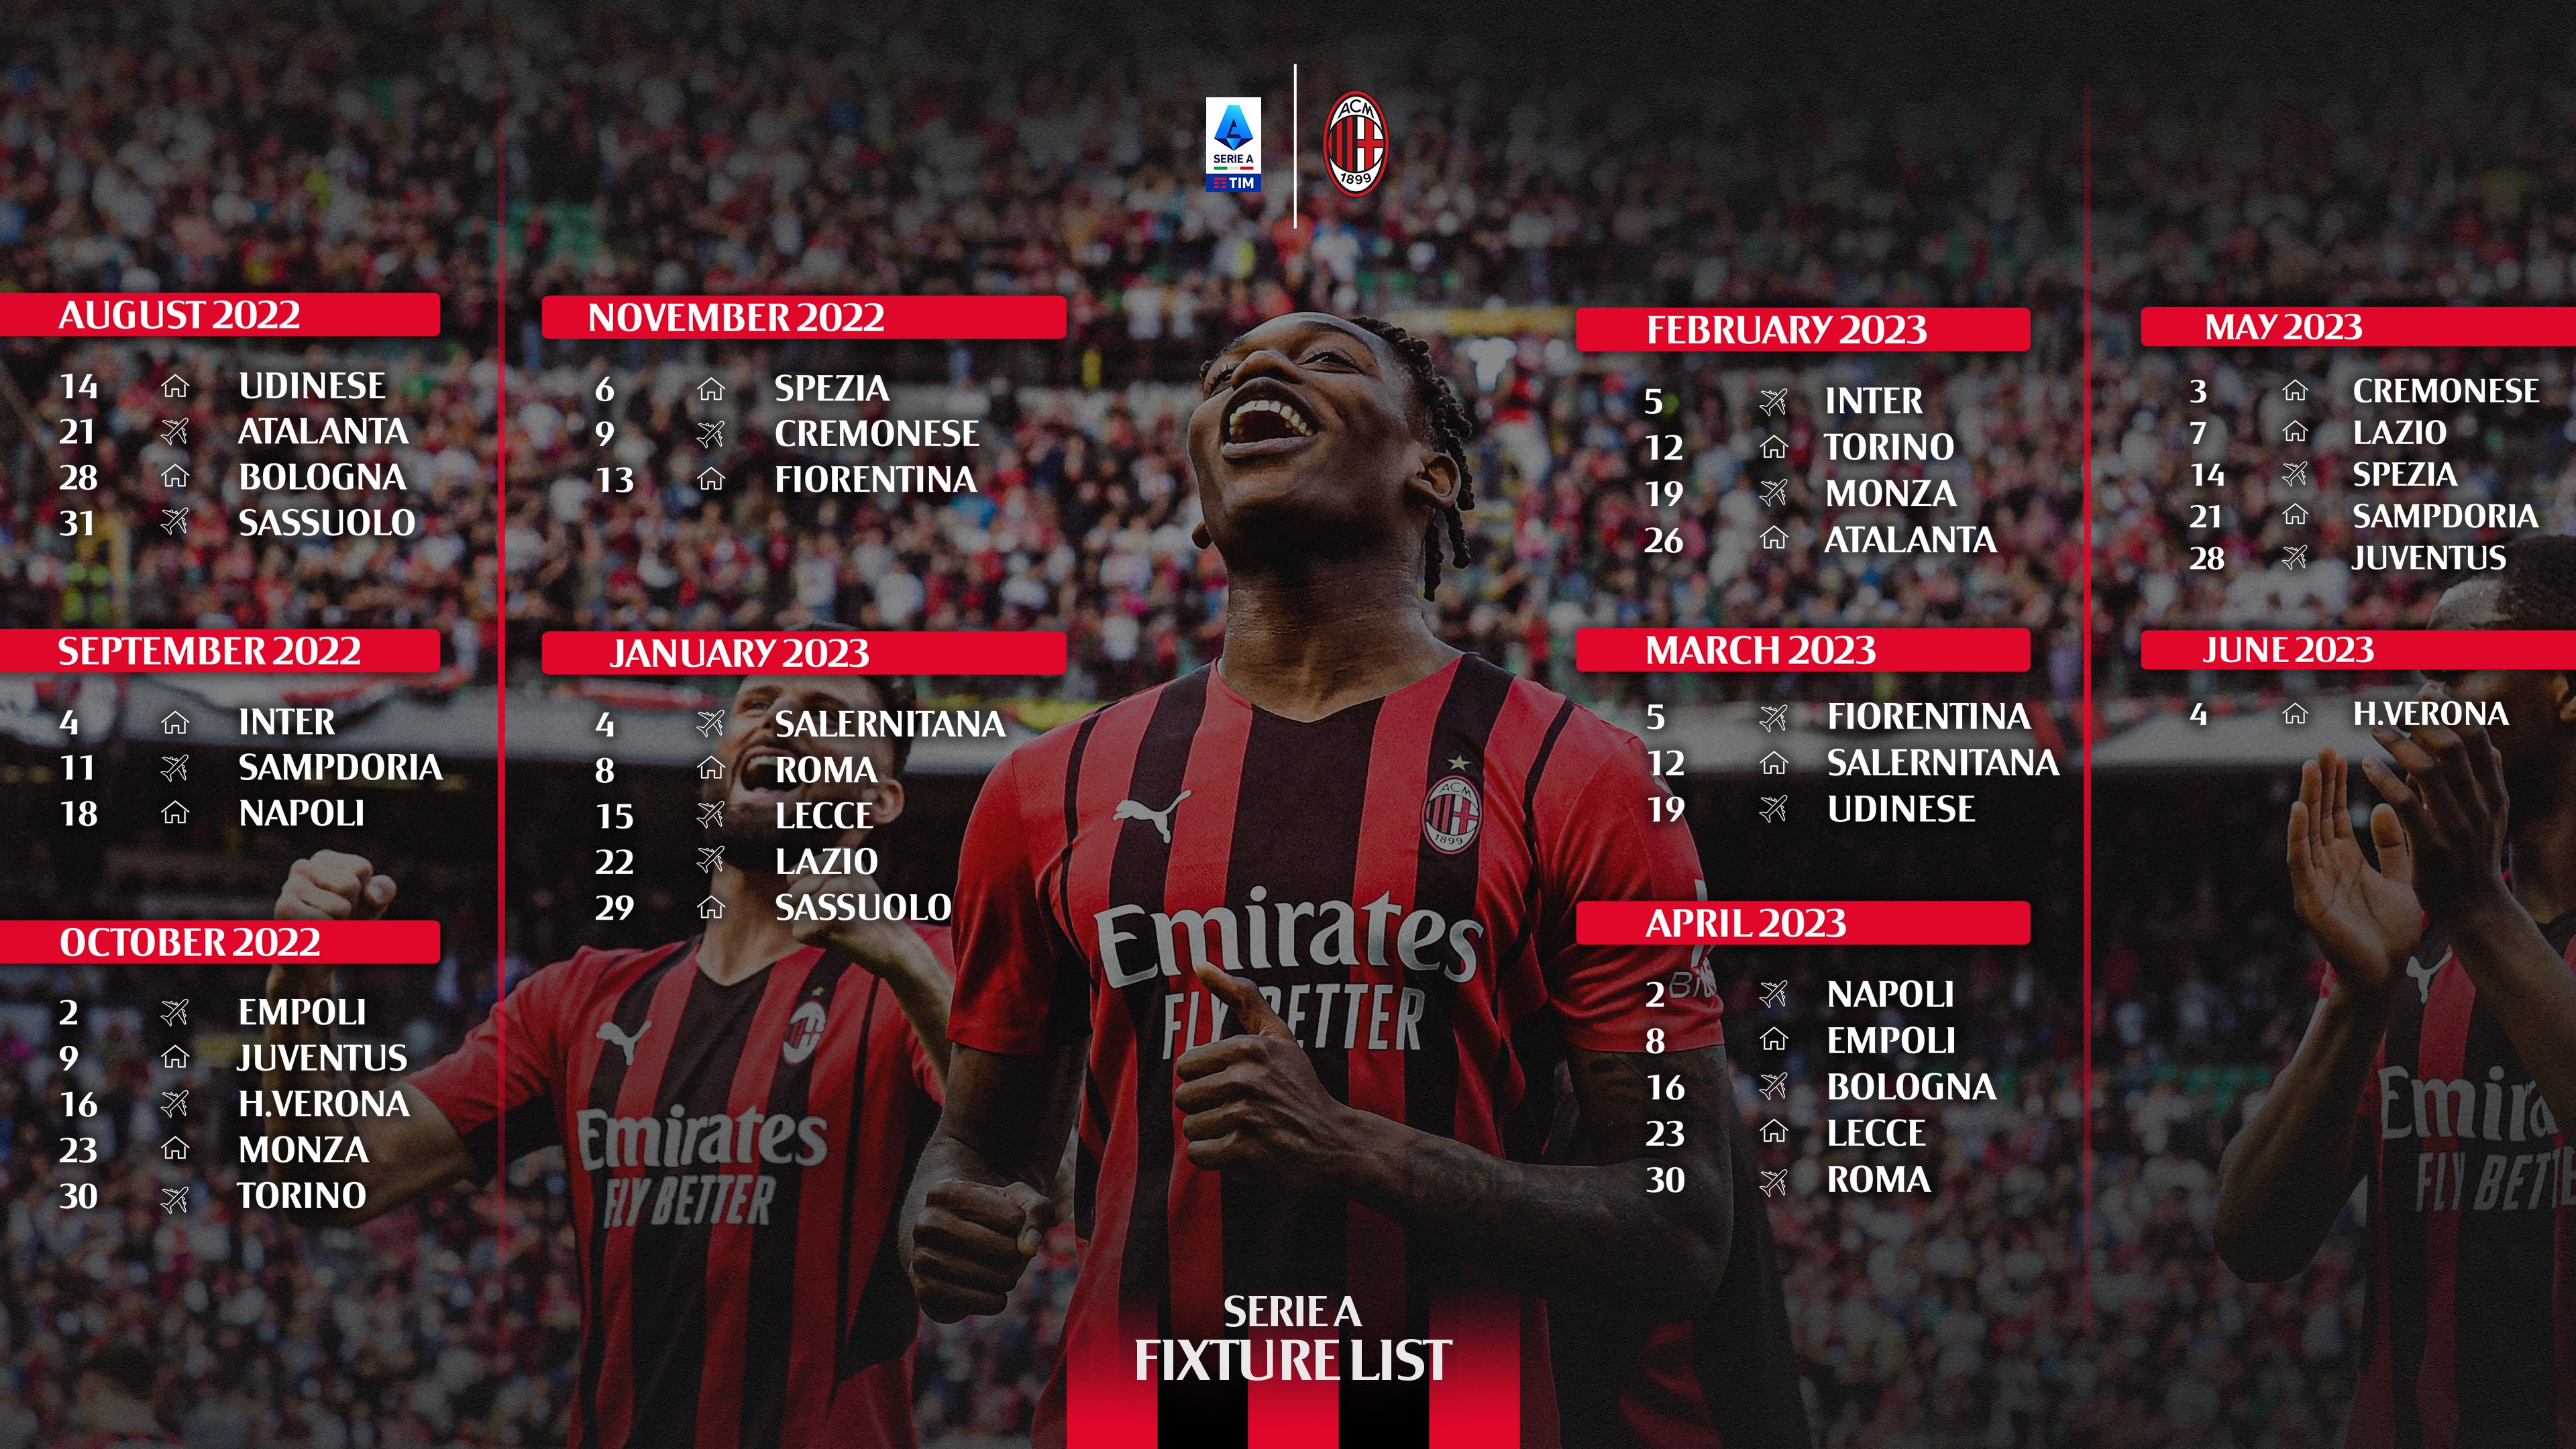 SERIE A
TIM
ACM
1899
AUGUST 2022
14 UDINESE
21 ATALANTA
28 BOLOGNA
31 SASSUOLO
SEPTEMBER 2022
4 INTER
11 SAMPDORIA
18 NAPOLI
OCTOBER 2022
2 EMPOLI
9 JUVENTUS
16 H.VERONA
23 MONZA
30 TORINO
NOVEMBER 2022
6 SPEZIA
9 CREMONESE
13 FIORENTINA
JANUARY 2023
4 SALERNITANA
8 ROMA
15 LECCE
22 LAZIO
29 SASSUOLO
FEBRUARY 2023
5 INTER
12 TORINO
19 MONZA
26 ATALANTA
MARCH 2023
5 FIORENTINA
12 SALERNITANA
19 UDINESE
APRIL 2023
2 NAPOLI
8 EMPOLI
16 BOLOGNA
23 LECCE
30 ROMA
MAY 2023
3 CREMONESE
7 LAZIO
14 SPEZIA
21 SAMPDORIA
28 JUVENTUS
JUNE 2023
4 H.VERONA
ACM
1899
Emirates
FLY BETTER
Emirates
FLY BETTER
Emira
FLY BETT
SERIE A
FIXTURE LIST